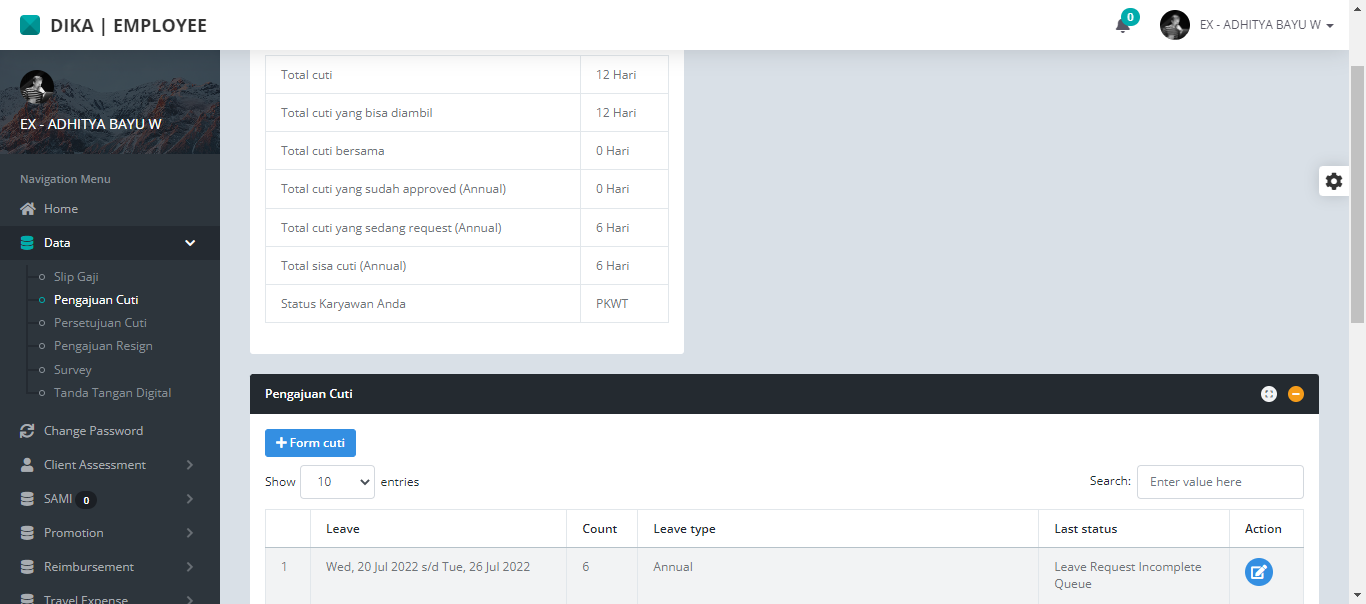 DIKA | EMPLOYEE
0
EX - ADHITYA BAYU W
EX - ADHITYA BAYU W
Navigation Menu
Home
Data
Slip Gaji
Pengajuan Cuti
Persetujuan Cuti
Pengajuan Resign
Survey
Tanda Tangan Digital
Change Password
Client Assessment
SAMI 0
Promotion
Reimbursement
Travel Expense
Total cuti 12 Hari
Total cuti yang bisa diambil 12 Hari
Total cuti bersama 0 Hari
Total cuti yang sudah approved (Annual) 0 Hari
Total cuti yang sedang request (Annual) 6 Hari
Total sisa cuti (Annual) 6 Hari
Status Karyawan Anda PKWT
Pengajuan Cuti
Form cuti
Show 10 entries Search: Enter value here
Leave Count Leave type Last status Action
1 Wed, 20 Jul 2022 s/d Tue, 26 Jul 2022 6 Annual Leave Request Incomplete
Queue